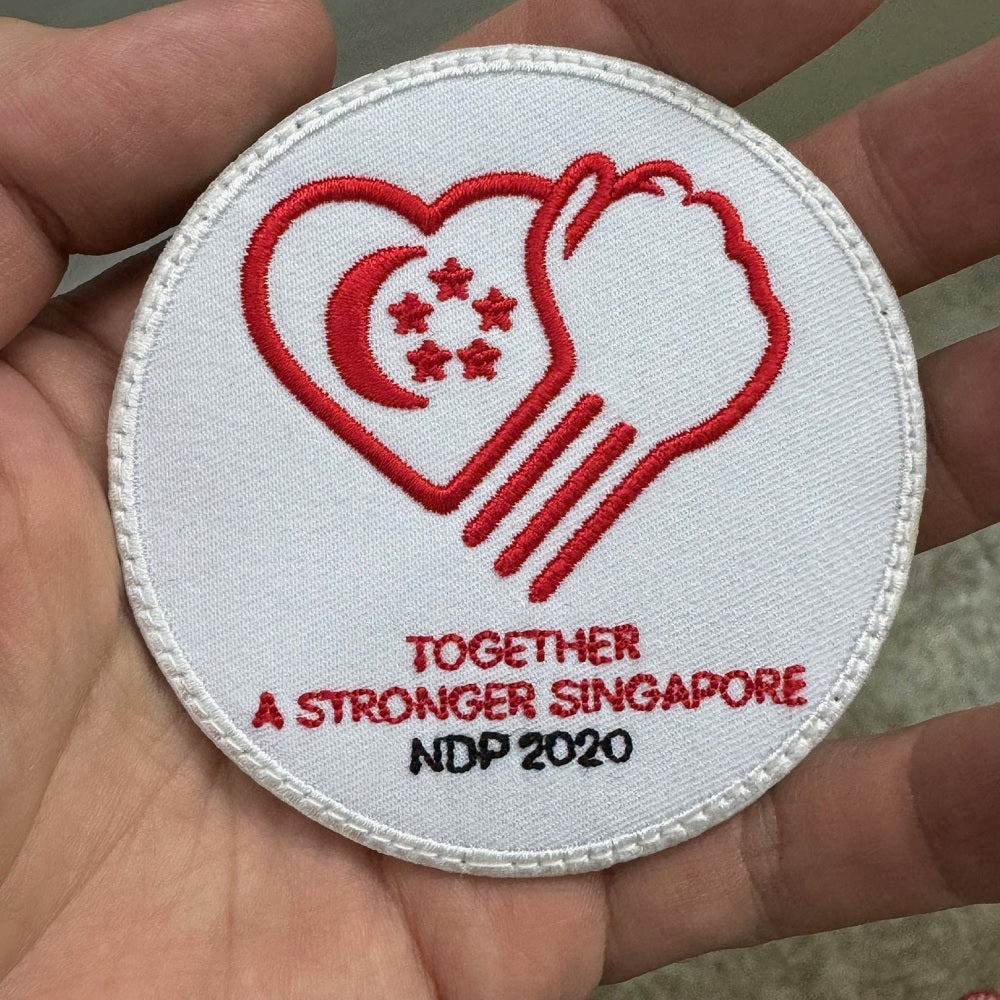 TOGETHER
A STRONGER SINGAPORE
NDP 2020